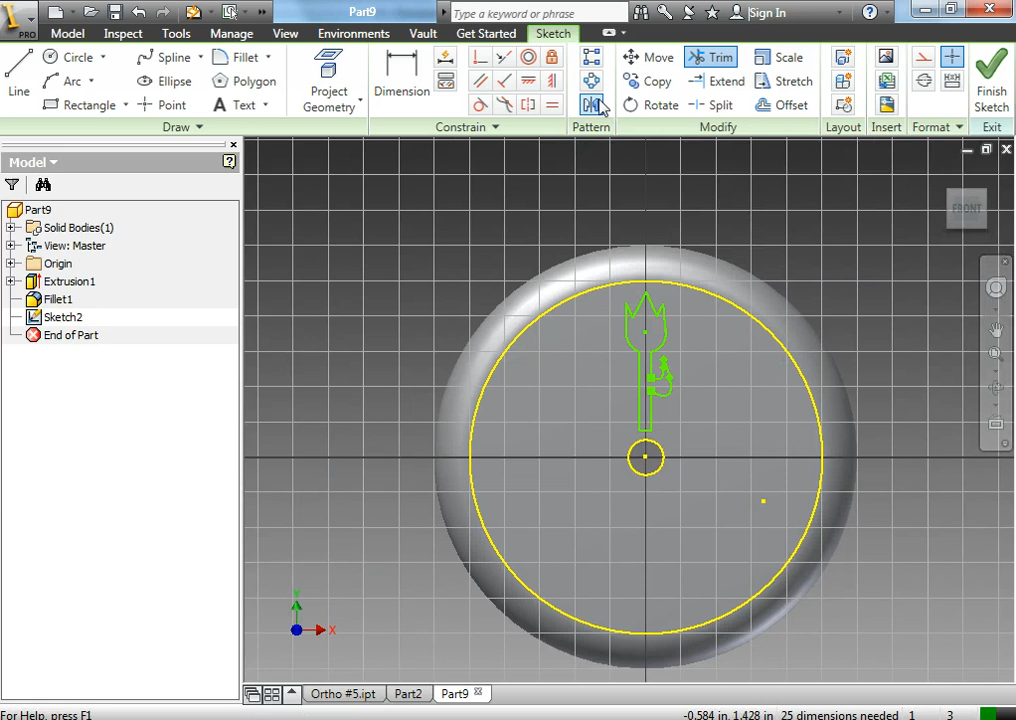 Part9
Type a keyword or phrase
Sign In
PRO
Model Inspect Tools Manage View Environments Vault Get Started Sketch
Line
Circle
Arc
Rectangle
Spline
Ellipse
Point
Fillet
Polygon
Text
Project
Geometry
Dimension
Move
Copy
Rotate
Trim
Extend
Split
Scale
Stretch
Offset
Finish
Sketch
Draw Constrain Pattern Modify Layout Insert Format Exit
Model
Part9
Solid Bodies(1)
View: Master
Origin
Extrusion1
Fillet1
Sketch2
End of Part
FRONT
Y
X
Ortho #5.ipt Part2 Part9
For Help, press F1
-0.584 in, 1.428 in 25 dimensions needed 1 3